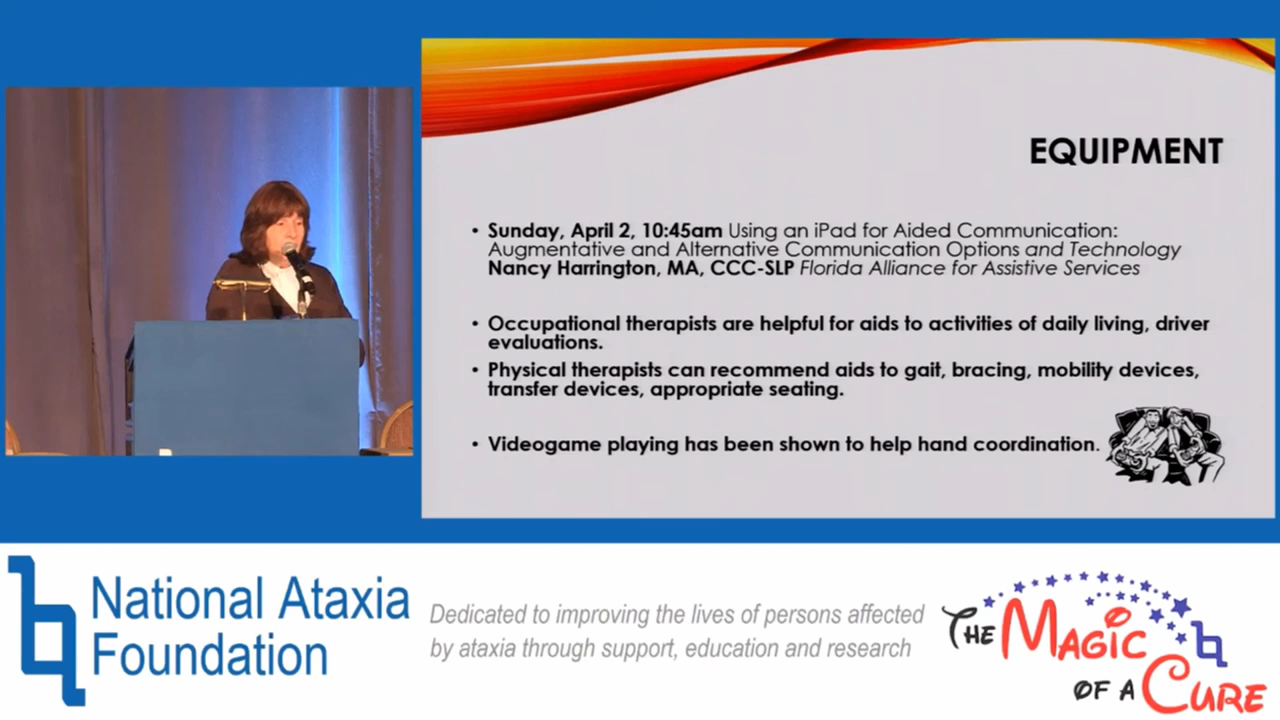 EQUIPMENT
• Sunday, April 2, 10:45am Using an iPad for Aided Communication:
Augmentative and Alternative Communication Options and Technology
Nancy Harrington, MA, CCC-SLP Florida Alliance for Assistive Services
• Occupational therapists are helpful for aids to activities of daily living, driver
evaluations.
• Physical therapists can recommend aids to gait, bracing, mobility devices,
transfer devices, appropriate seating.
• Videogame playing has been shown to help hand coordination.
National Ataxia
Foundation
Dedicated to improving the lives of persons affected
by ataxia through support, education and research
THE MAGIC
OF A CURE